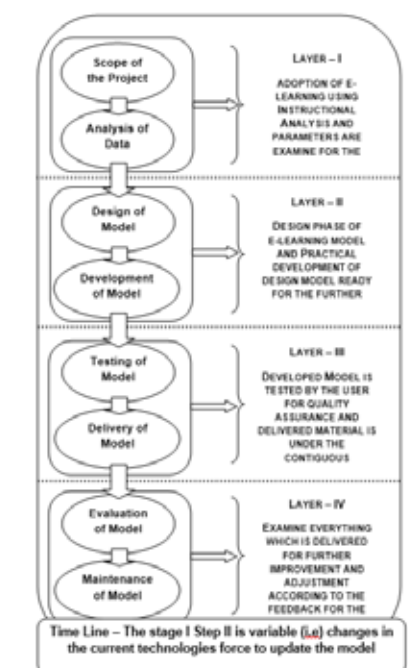 Scope of
the Project
Analysis of
Data
LAYER – I
ADOPTION OF E-
LEARNING USING
INSTRUCTIONAL
ANALYSIS AND
PARAMETERS ARE
EXAMINE FOR THE
Design of
Model
Development
of Model
LAYER – II
DESIGN PHASE OF
E-LEARNING MODEL
AND PRACTICAL
DEVELOPMENT OF
DESIGN MODEL READY
FOR THE FURTHER
Testing of
Model
Delivery of
Model
LAYER – III
DEVELOPED MODEL IS
TESTED BY THE USER
FOR QUALITY
ASSURANCE AND
DELIVERED MATERIAL IS
UNDER THE
CONTIGUOUS
Evaluation
of Model
Maintenance
of Model
LAYER – IV
EXAMINE EVERYTHING
WHICH IS DELIVERED
FOR FURTHER
IMPROVEMENT AND
ADJUSTMENT
ACCORDING TO THE
FEEDBACK FOR THE
Time Line – The stage I Step II is variable (i.e) changes in
the current technologies force to update the model